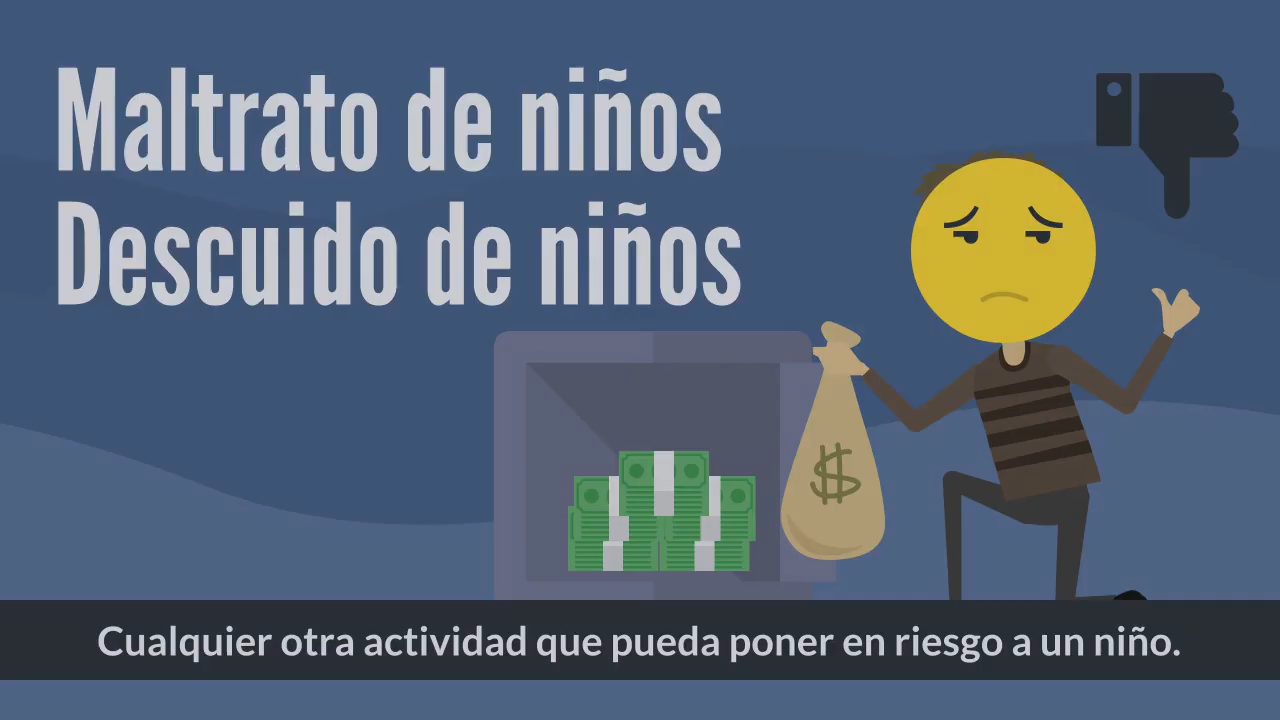 Maltrato de niños
Descuido de niños
$
Cualquier otra actividad que pueda poner en riesgo a un niño.